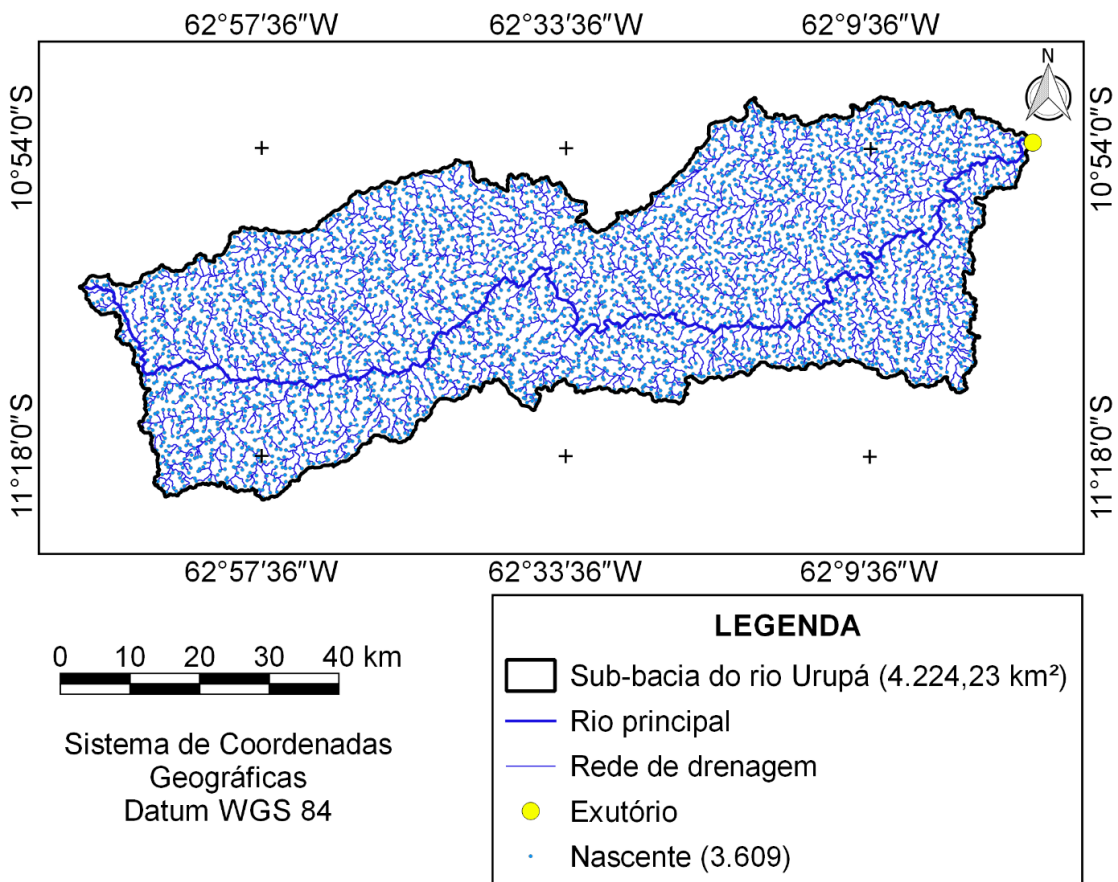 62°57′36″W 62°33′36″W 62°9′36″W
N
10°54′0″S
10°54′0″S
11°18′0″S
11°18′0″S
62°57′36″W 62°33′36″W 62°9′36″W
0 10 20 30 40 km
Sistema de Coordenadas
Geográficas
Datum WGS 84
LEGENDA
Sub-bacia do rio Urupá (4.224,23 km²)
Rio principal
Rede de drenagem
Exutório
Nascente (3.609)